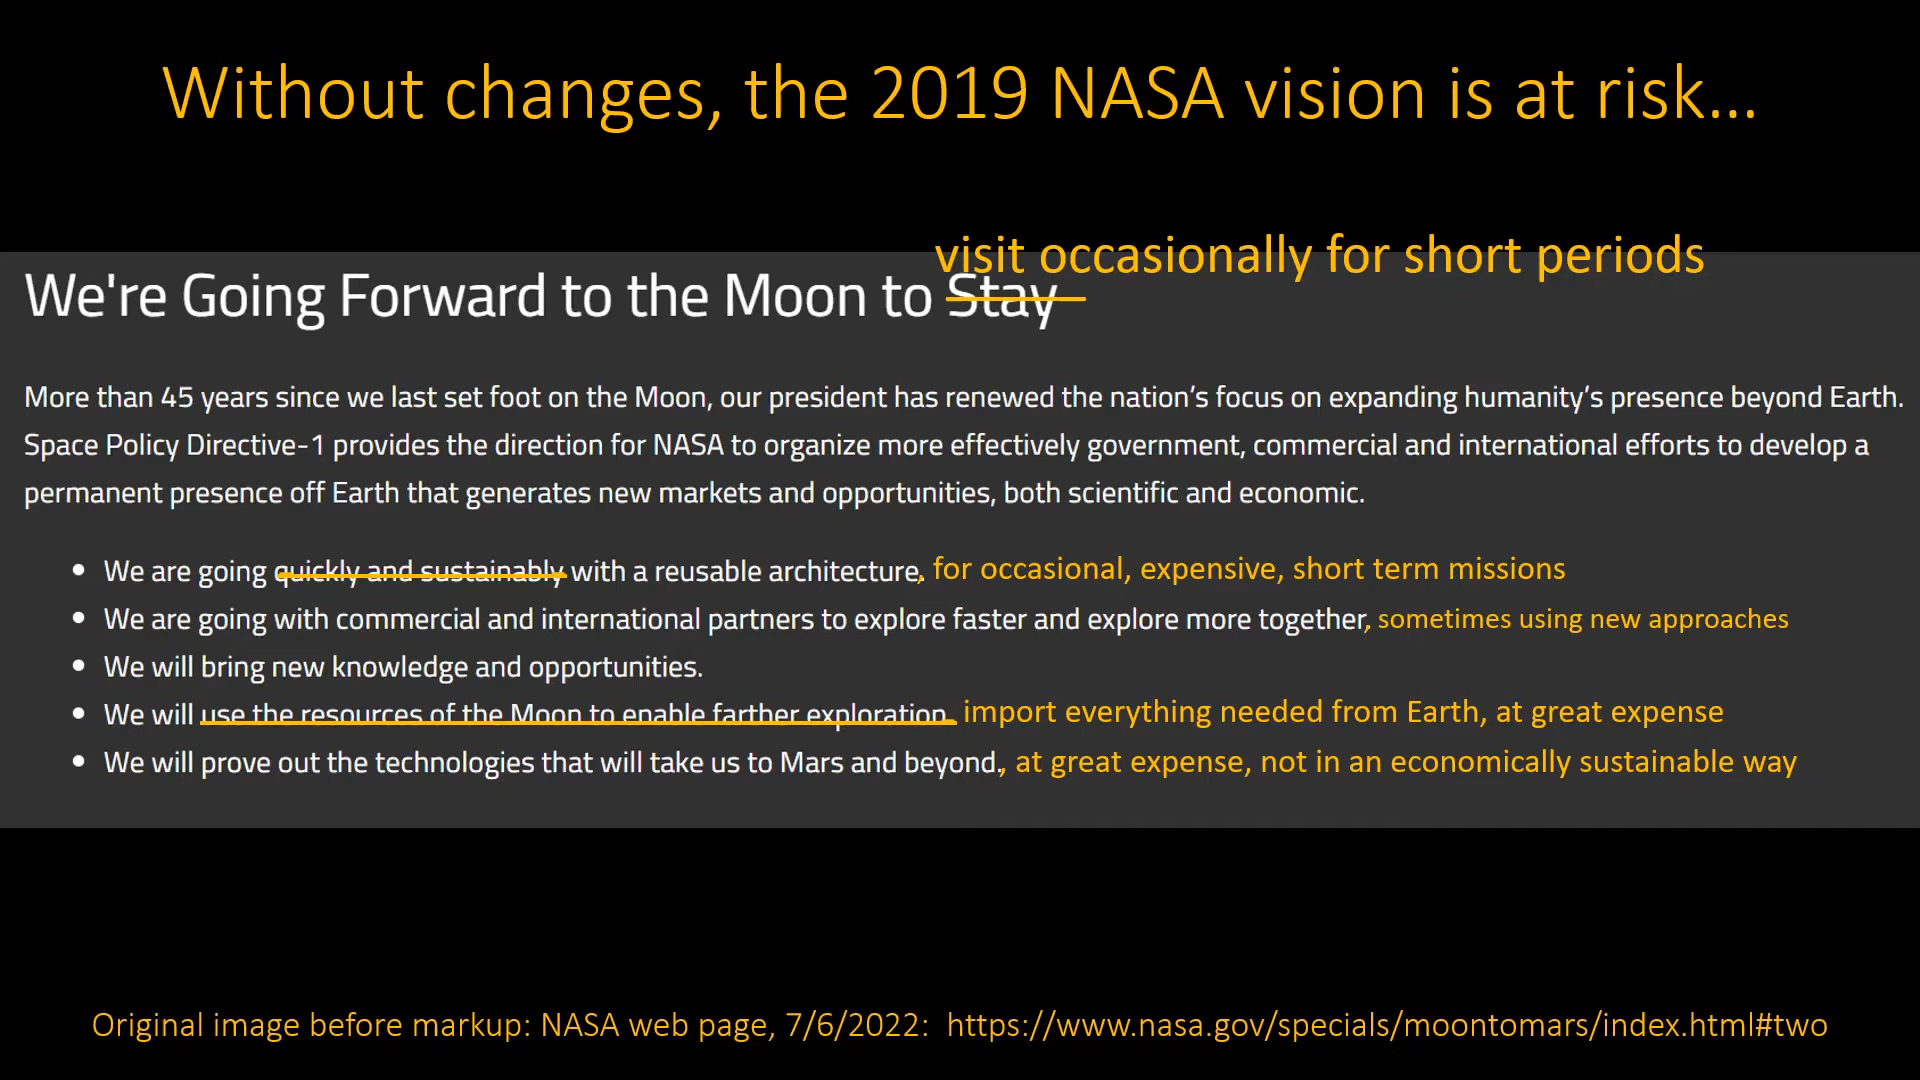 Without changes, the 2019 NASA vision is at risk...
visit occasionally for short periods
We're Going Forward to the Moon to Stay
More than 45 years since we last set foot on the Moon, our president has renewed the nation’s focus on expanding humanity’s presence beyond Earth.
Space Policy Directive-1 provides the direction for NASA to organize more effectively government, commercial and international efforts to develop a
permanent presence off Earth that generates new markets and opportunities, both scientific and economic.
• We are going quickly and sustainably with a reusable architecture, for occasional, expensive, short term missions
• We are going with commercial and international partners to explore faster and explore more together, sometimes using new approaches
• We will bring new knowledge and opportunities.
• We will use the resources of the Moon to enable farther exploration. import everything needed from Earth, at great expense
• We will prove out the technologies that will take us to Mars and beyond., at great expense, not in an economically sustainable way
Original image before markup: NASA web page, 7/6/2022: https://www.nasa.gov/specials/moontomars/index.html#two